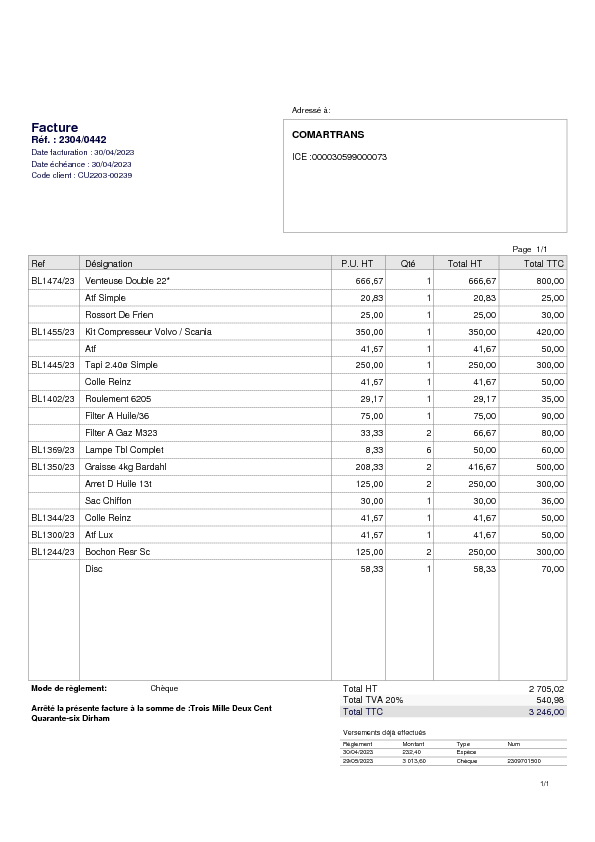 Adressé à:
Facture
Réf. : 2304/0442
Date facturation : 30/04/2023
Date échéance : 30/04/2023
Code client : CU2203-00239
COMARTRANS
ICE :000030599000073
Page 1/1
Ref Désignation P.U. HT Qté Total HT Total TTC
BL1474/23 Venteuse Double 22* 666,67 1 666,67 800,00
Atf Simple 20,83 1 20,83 25,00
Rossort De Frien 25,00 1 25,00 30,00
BL1455/23 Kit Compresseur Volvo / Scania 350,00 1 350,00 420,00
Atf 41,67 1 41,67 50,00
BL1445/23 Tapi 2.40ø Simple 250,00 1 250,00 300,00
Colle Reinz 41,67 1 41,67 50,00
BL1402/23 Roulement 6205 29,17 1 29,17 35,00
Filter A Huile/36 75,00 1 75,00 90,00
Filter A Gaz M323 33,33 2 66,67 80,00
BL1369/23 Lampe Tbl Complet 8,33 6 50,00 60,00
BL1350/23 Graisse 4kg Bardahl 208,33 2 416,67 500,00
Arret D Huile 13t 125,00 2 250,00 300,00
Sac Chiffon 30,00 1 30,00 36,00
BL1344/23 Colle Reinz 41,67 1 41,67 50,00
BL1300/23 Atf Lux 41,67 1 41,67 50,00
BL1244/23 Bochon Resr Sc 125,00 2 250,00 300,00
Disc 58,33 1 58,33 70,00
Mode de règlement: Chèque
Total HT 2 705,02
Total TVA 20% 540,98
Total TTC 3 246,00
Arrêté la présente facture à la somme de :Trois Mille Deux Cent
Quarante-six Dirham
Versements déjà effectués
Règlement Montant Type Num
30/04/2023 232,40 Espèce
29/05/2023 3 013,60 Chèque 2309701500
1/1